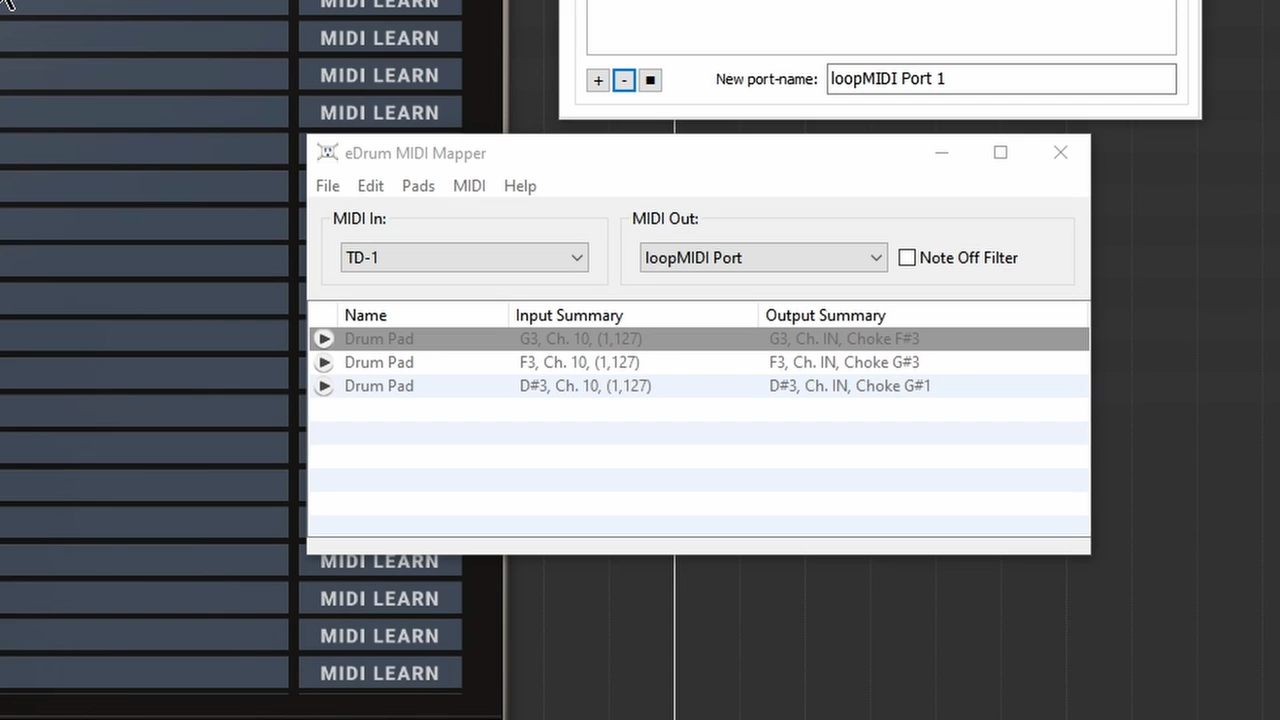 MIDI LEARN
MIDI LEARN
MIDI LEARN
MIDI LEARN
+ - ■ New port-name: loopMIDI Port 1
eDrum MIDI Mapper
File Edit Pads MIDI Help
MIDI In: MIDI Out:
TD-1 loopMIDI Port Note Off Filter
Name Input Summary Output Summary
Drum Pad G3, Ch. 10, (1,127) G3, Ch. IN, Choke F#3
Drum Pad F3, Ch. 10, (1,127) F3, Ch. IN, Choke G#3
Drum Pad D#3, Ch. 10, (1,127) D#3, Ch. IN, Choke G#1
MIDI LEARN
MIDI LEARN
MIDI LEARN
MIDI LEARN